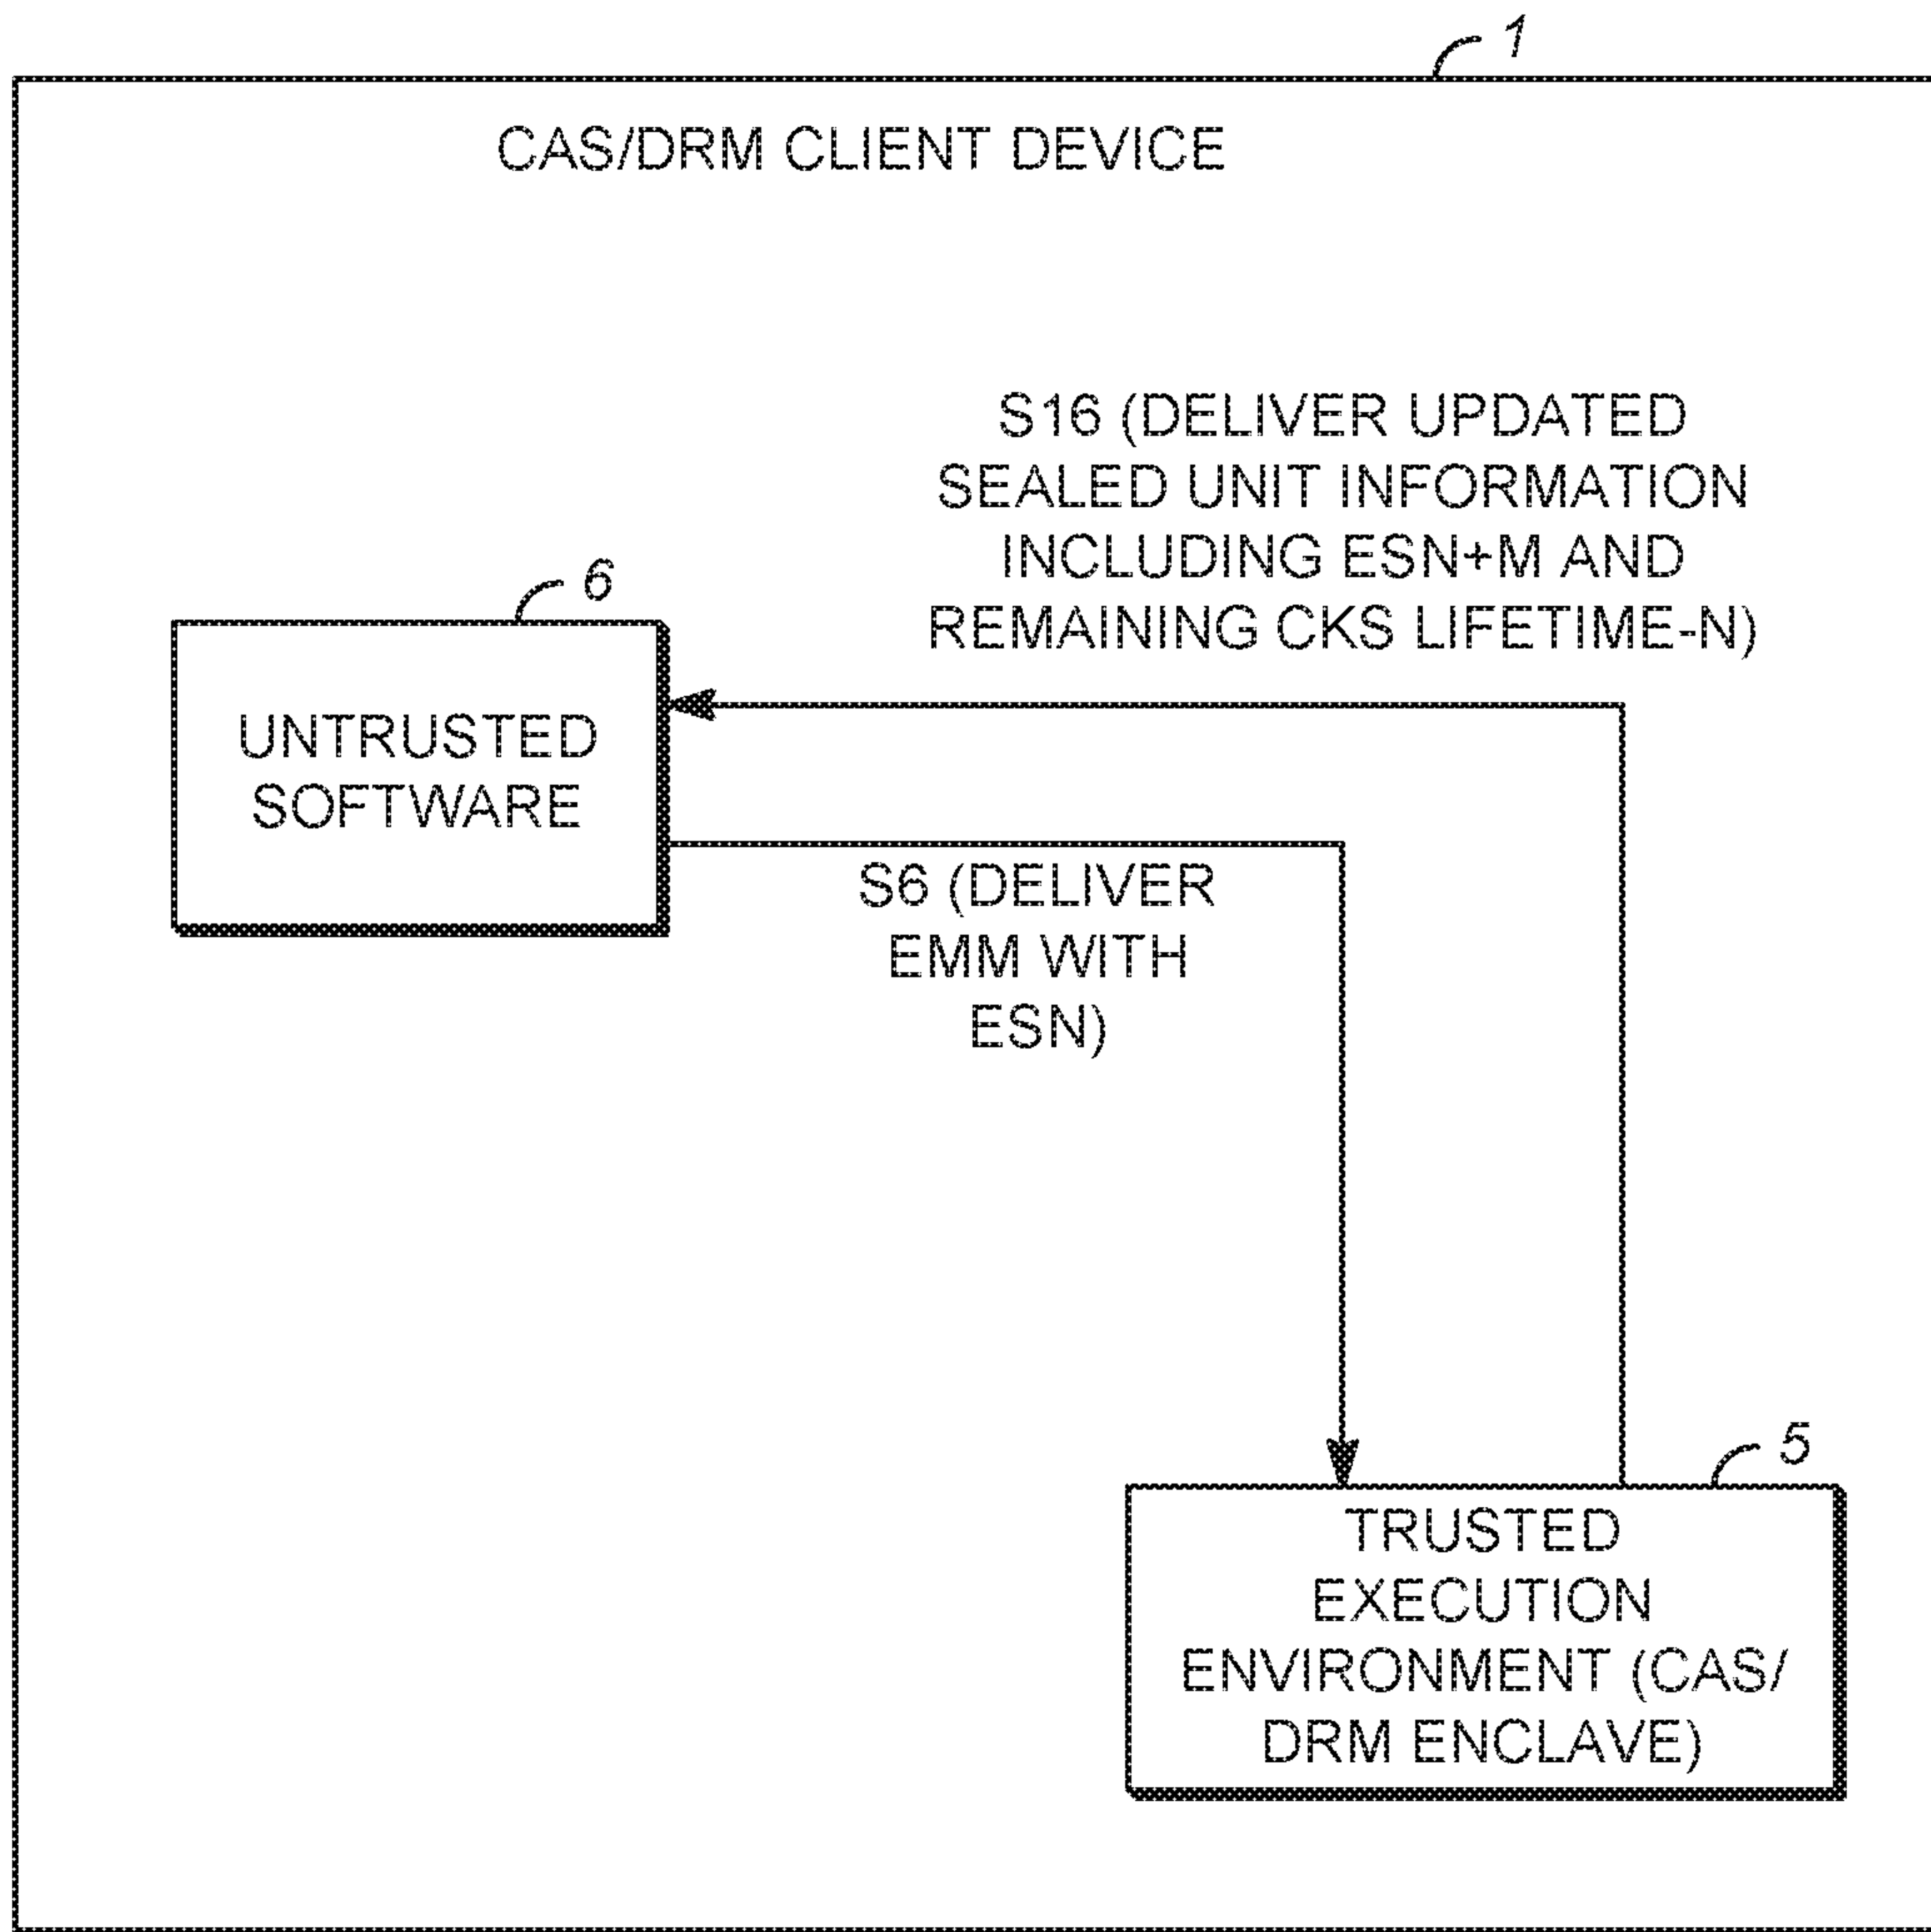 1
CAS/DRM CLIENT DEVICE
S16 (DELIVER UPDATED
SEALED UNIT INFORMATION
INCLUDING ESN+M AND
REMAINING CKS LIFETIME-N)
6
UNTRUSTED
SOFTWARE
S6 (DELIVER
EMM WITH
ESN)
5
TRUSTED
EXECUTION
ENVIRONMENT (CAS/
DRM ENCLAVE)